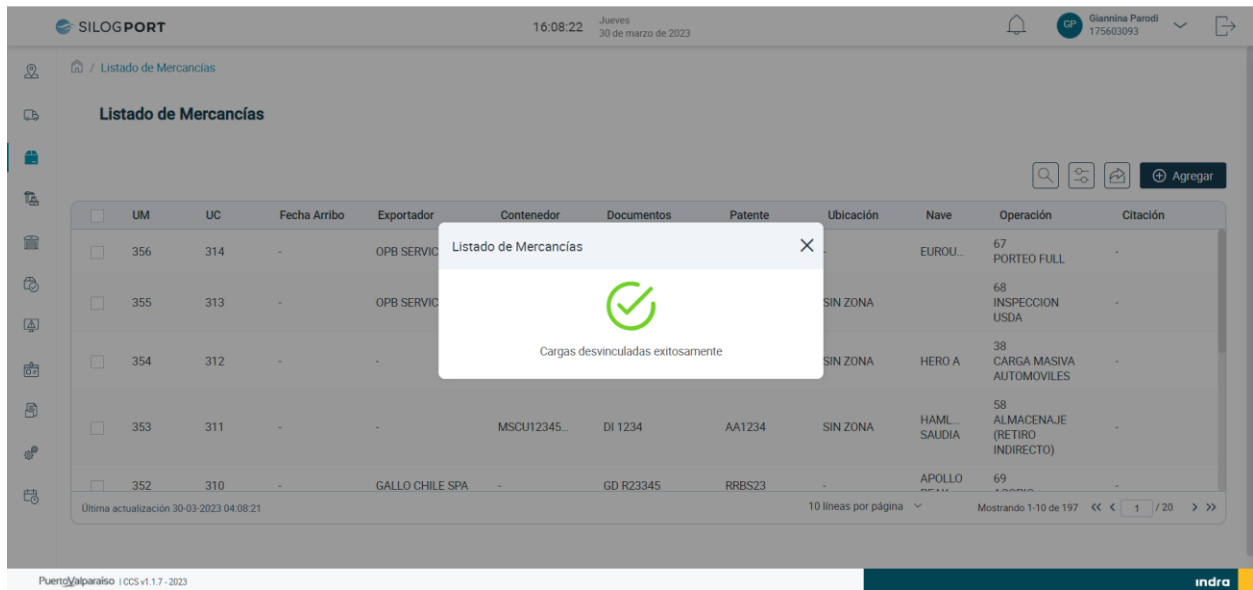 SILOGPORT
16:08:22
Jueves
30 de marzo de 2023
GP
Giannina Parodi
175603093
/ Listado de Mercancías
Listado de Mercancías
Agregar
UM UC Fecha Arribo Exportador Contenedor Documentos Patente Ubicación Nave Operación Citación
356 314 - OPB SERVIC - EUROU... 67 PORTEO FULL -
355 313 - OPB SERVIC SIN ZONA 68 INSPECCION USDA -
354 312 - - SIN ZONA HERO A 38 CARGA MASIVA AUTOMOVILES -
353 311 - - MSCU12345... DI 1234 AA1234 SIN ZONA HAML... SAUDIA 58 ALMACENAJE (RETIRO INDIRECTO) -
352 310 - GALLO CHILE SPA - GD R23345 RRBS23 - APOLLO 69 -
Listado de Mercancías
Cargas desvinculadas exitosamente
Última actualización 30-03-2023 04:08:21
10 líneas por página
Mostrando 1-10 de 197 << < 1 / 20 > >>
PuertoValparaíso | CCS v1.1.7 - 2023
indra